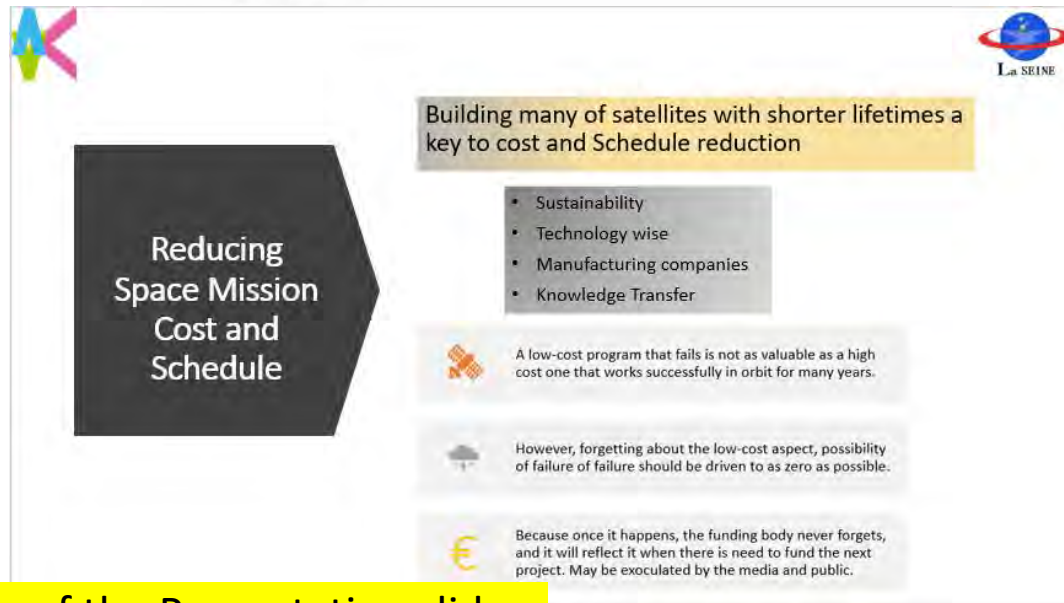 La SEINE
Building many of satellites with shorter lifetimes a
key to cost and Schedule reduction
Reducing
Space Mission
Cost and
Schedule
• Sustainability
• Technology wise
• Manufacturing companies
• Knowledge Transfer
A low-cost program that fails is not as valuable as a high
cost one that works successfully in orbit for many years.
However, forgetting about the low-cost aspect, possibility
of failure of failure should be driven to as zero as possible.
€
Because once it happens, the funding body never forgets,
and it will reflect it when there is need to fund the next
project. May be exoculated by the media and public.